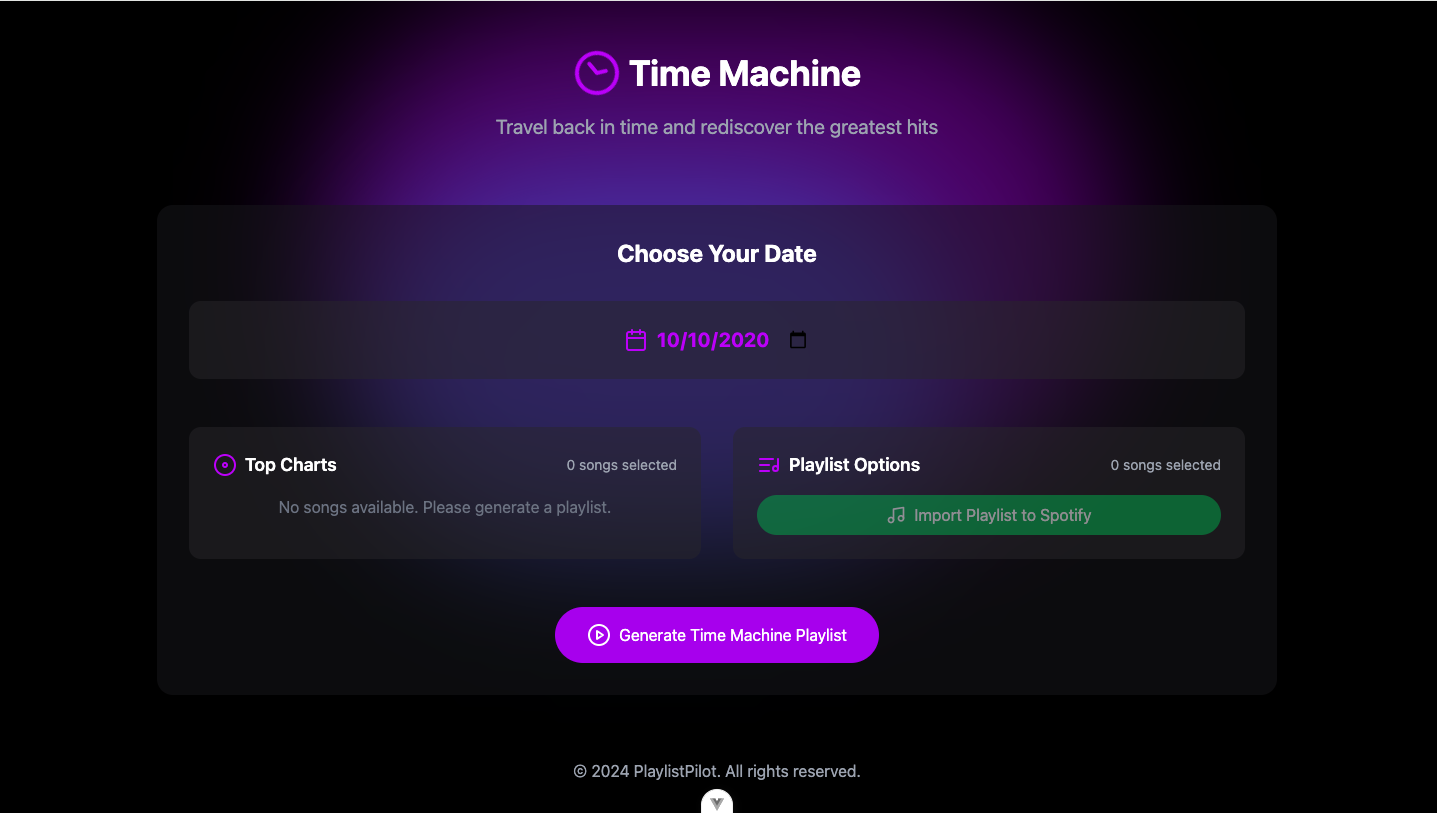 Time Machine
Travel back in time and rediscover the greatest hits
Choose Your Date
10/10/2020
Top Charts
0 songs selected
No songs available. Please generate a playlist.
Playlist Options
0 songs selected
Import Playlist to Spotify
Generate Time Machine Playlist
© 2024 PlaylistPilot. All rights reserved.